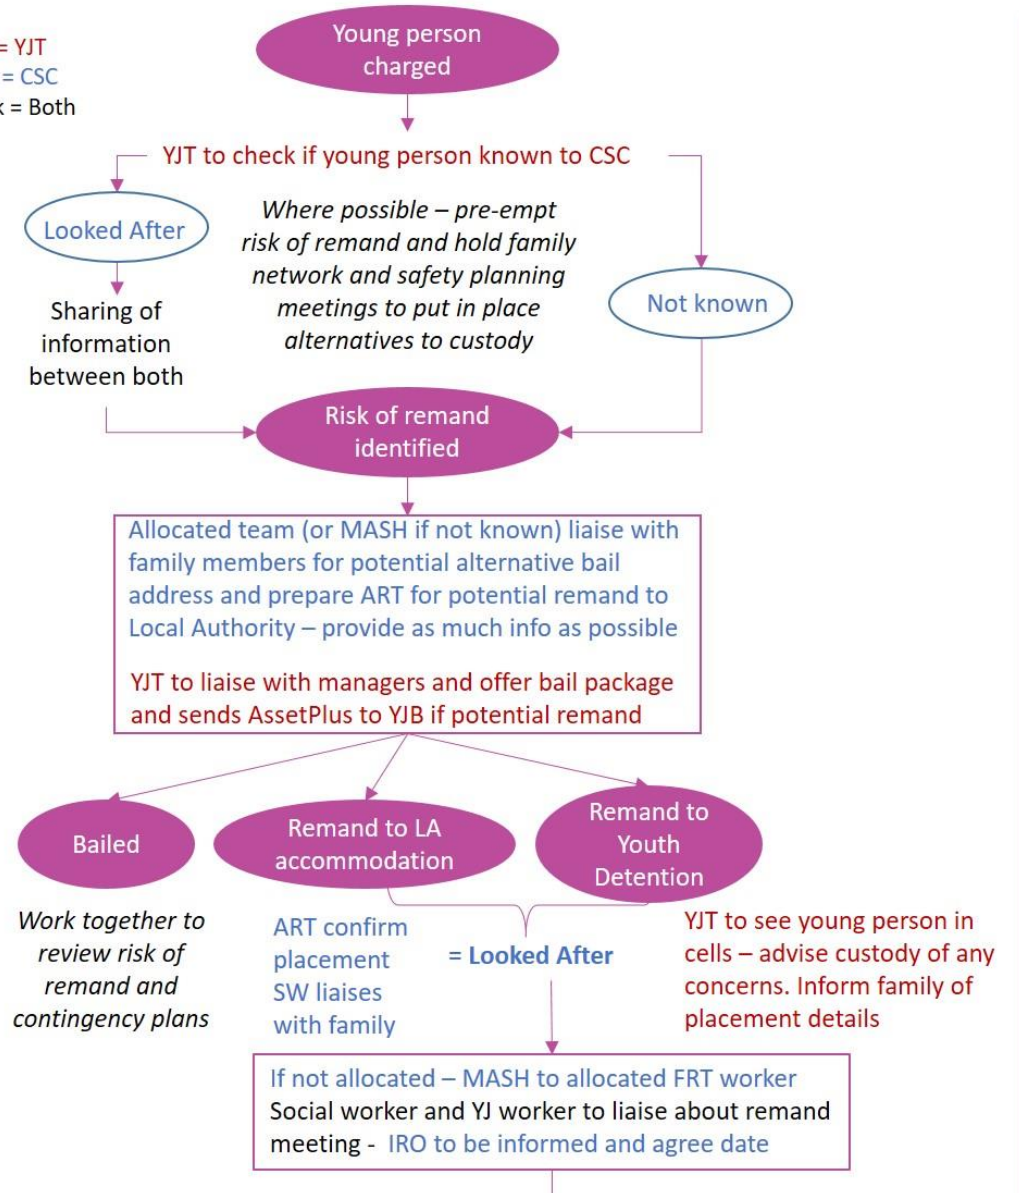 = YJT
= CSC
= Both
Young person
charged
YJT to check if young person known to CSC
Looked After
Where possible – pre-empt
risk of remand and hold family
network and safety planning
meetings to put in place
alternatives to custody
Not known
Sharing of
information
between both
Risk of remand
identified
Allocated team (or MASH if not known) liaise with
family members for potential alternative bail
address and prepare ART for potential remand to
Local Authority – provide as much info as possible
YJT to liaise with managers and offer bail package
and sends AssetPlus to YJB if potential remand
Bailed
Remand to LA
accommodation
Remand to
Youth
Detention
Work together to
review risk of
remand and
contingency plans
ART confirm
placement
SW liaises
with family
= Looked After
YJT to see young person in
cells – advise custody of any
concerns. Inform family of
placement details
If not allocated – MASH to allocated FRT worker
Social worker and YJ worker to liaise about remand
meeting - IRO to be informed and agree date